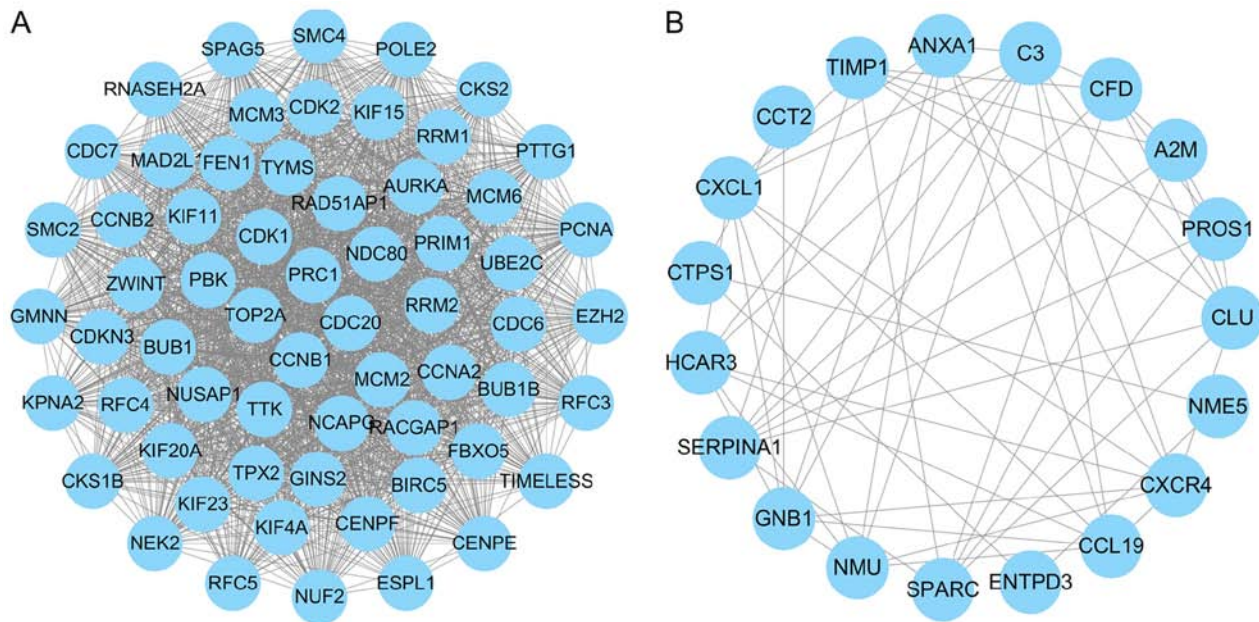 A
SMC4
SPAG5
POLE2
RNASEH2A
CKS2
MCM3
CDK2
KIF15
RRM1
CDC7
MAD2L1
FEN1
TYMS
PTTG1
AURKA
MCM6
RAD51AP1
CCNB2
KIF11
SMC2
PCNA
CDK1
NDC80
PRIM1
UBE2C
ZWINT
PBK
PRC1
RRM2
GMNN
TOP2A
CDC20
CDC6
EZH2
CDKN3
BUB1
CCNB1
MCM2
CCNA2
BUB1B
KPNA2
RFC4
NUSAP1
TTK
RFC3
NCAPG
RACGAP1
KIF20A
FBXO5
CKS1B
TPX2
GINS2
BIRC5
TIMELESS
KIF23
KIF4A
CENPF
NEK2
CENPE
RFC5
NUF2
ESPL1
B
ANXA1
C3
TIMP1
CFD
CCT2
A2M
CXCL1
PROS1
CTPS1
CLU
HCAR3
NME5
SERPINA1
CXCR4
GNB1
CCL19
NMU
SPARC
ENTPD3